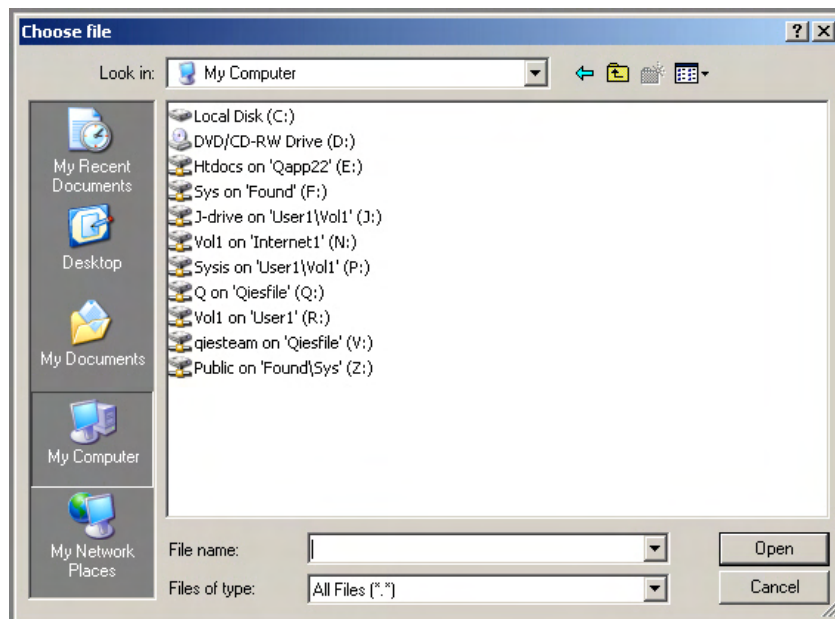 Choose file
Look in:
My Computer
My Recent
Documents
Desktop
My Documents
My Computer
My Network
Places
Local Disk (C:)
DVD/CD-RW Drive (D:)
Htdocs on 'Qapp22' (E:)
Sys on 'Found' (F:)
J-drive on 'User1\Vol1' (J:)
Vol1 on 'Internet1' (N:)
Sysis on 'User1\Vol1' (P:)
Q on 'Qiesfile' (Q:)
Vol1 on 'User1' (R:)
qiesteam on 'Qiesfile' (V:)
Public on 'Found\Sys' (Z:)
File name:
Open
Files of type:
All Files (*.*)
Cancel